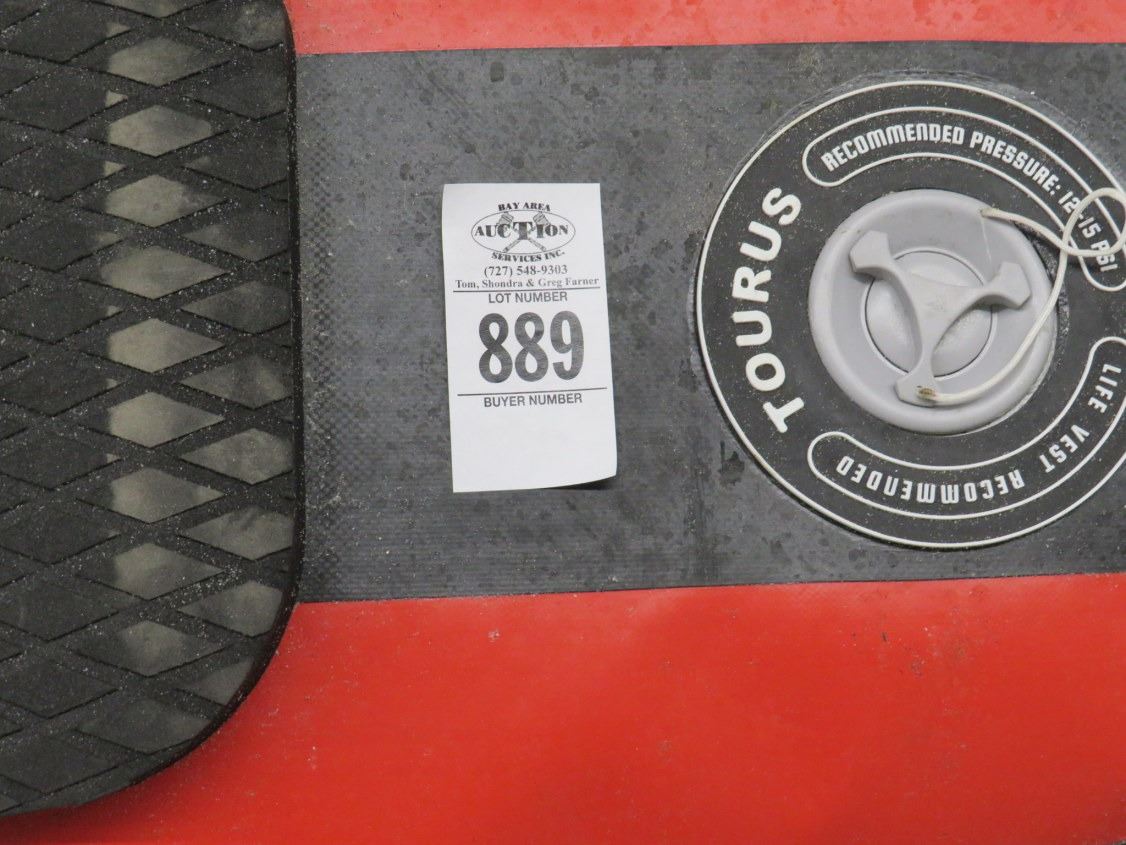 BAY AREA
AUCTION
SERVICES INC.
(727) 548-9303
Tom, Shondra & Greg Farner
LOT NUMBER
889
BUYER NUMBER
TOURUS
RECOMMENDED PRESSURE: 12-15 PSI
LIFE VEST RECOMMENDED